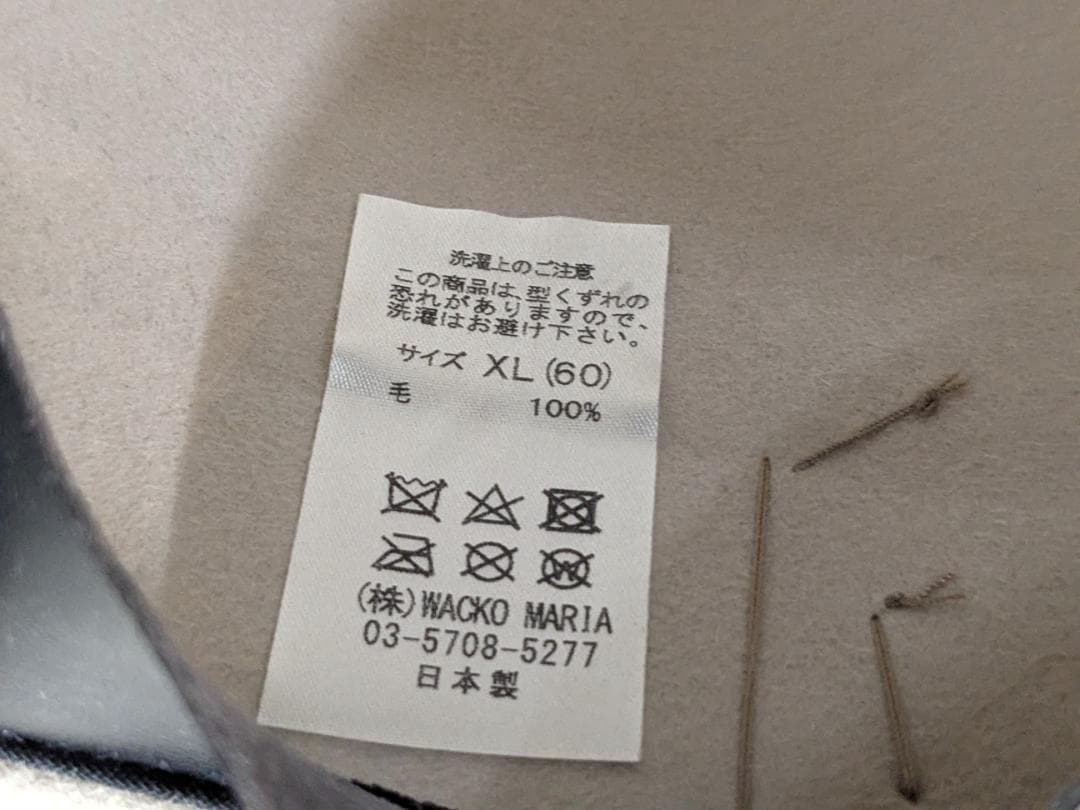 洗濯上のご注意
この商品は、型くずれの
恐れがありますので、
洗濯はお避け下さい。
サイズ XL(60)
毛 100%
W
(株)WACKO MARIA
03-5708-5277
日本製